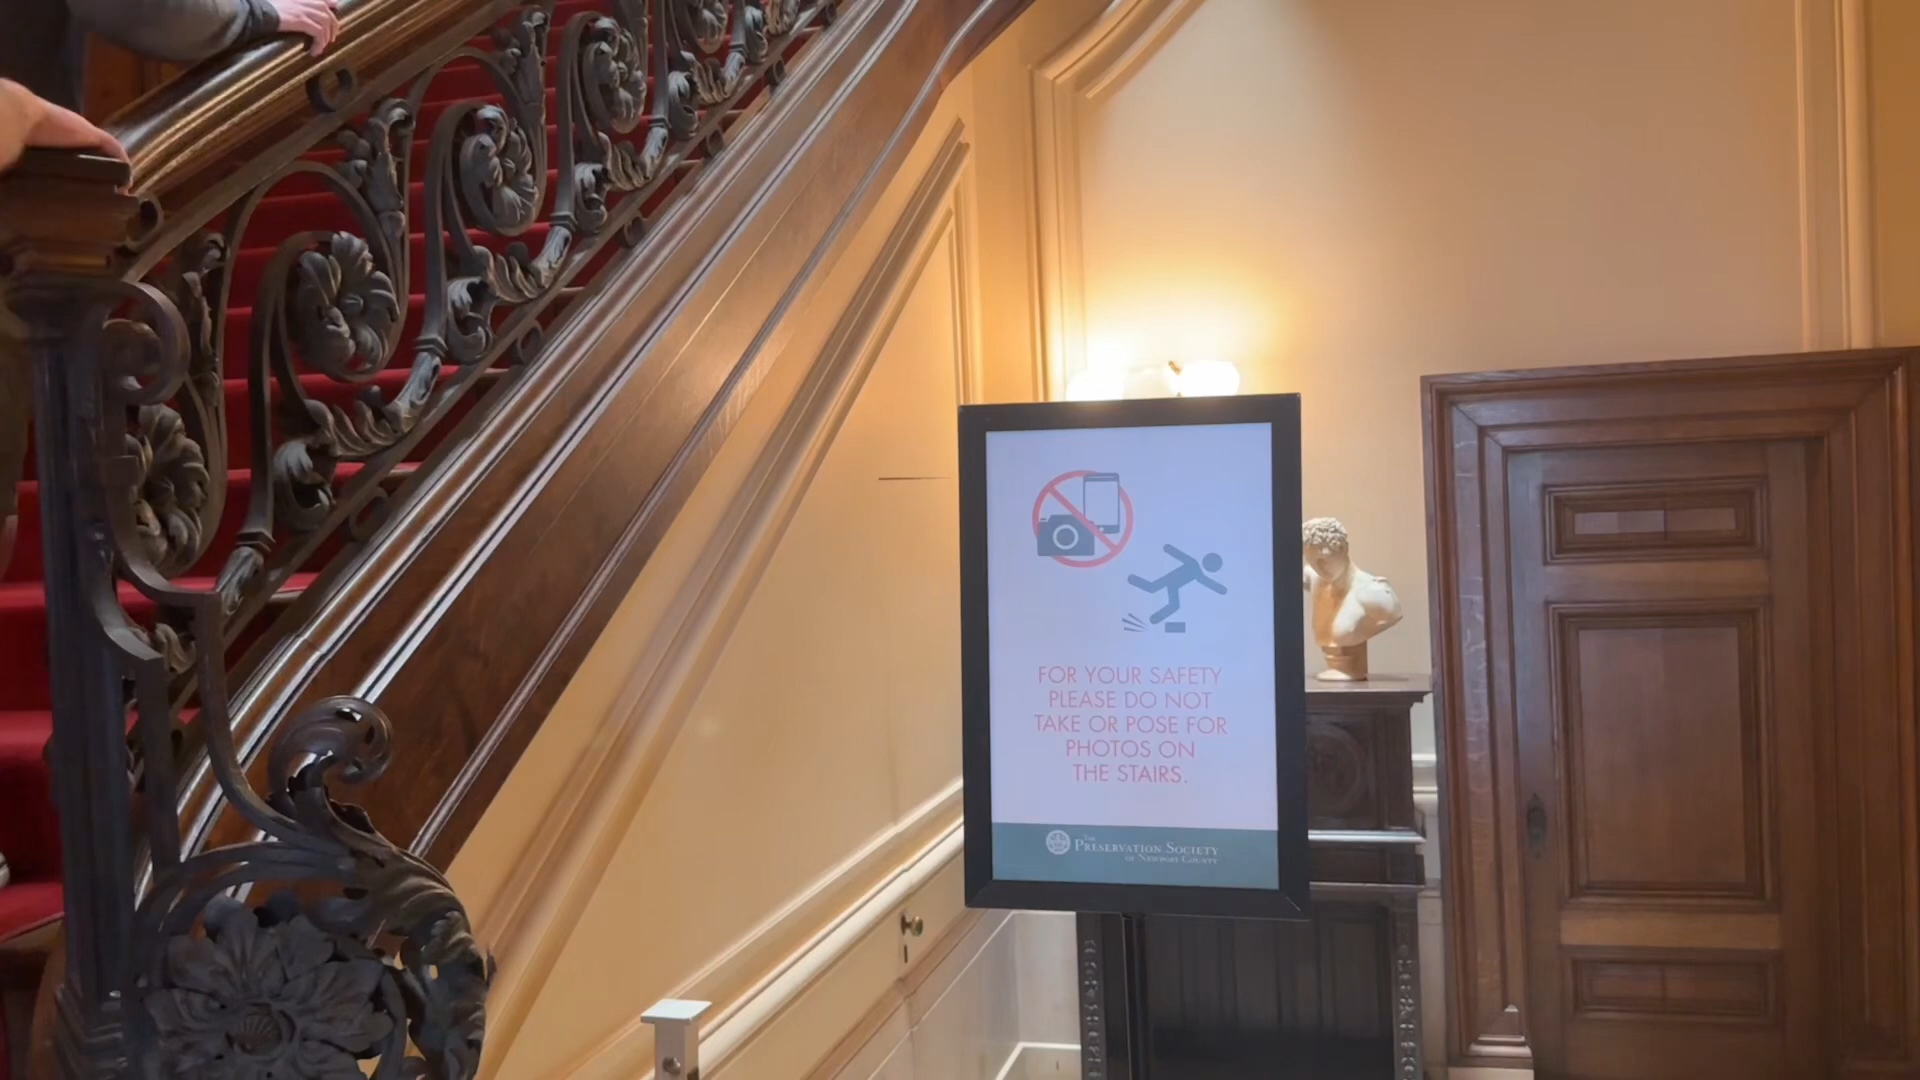 FOR YOUR SAFETY
PLEASE DO NOT
TAKE OR POSE FOR
PHOTOS ON
THE STAIRS.
THE
PRESERVATION SOCIETY
OF NEWPORT COUNTY